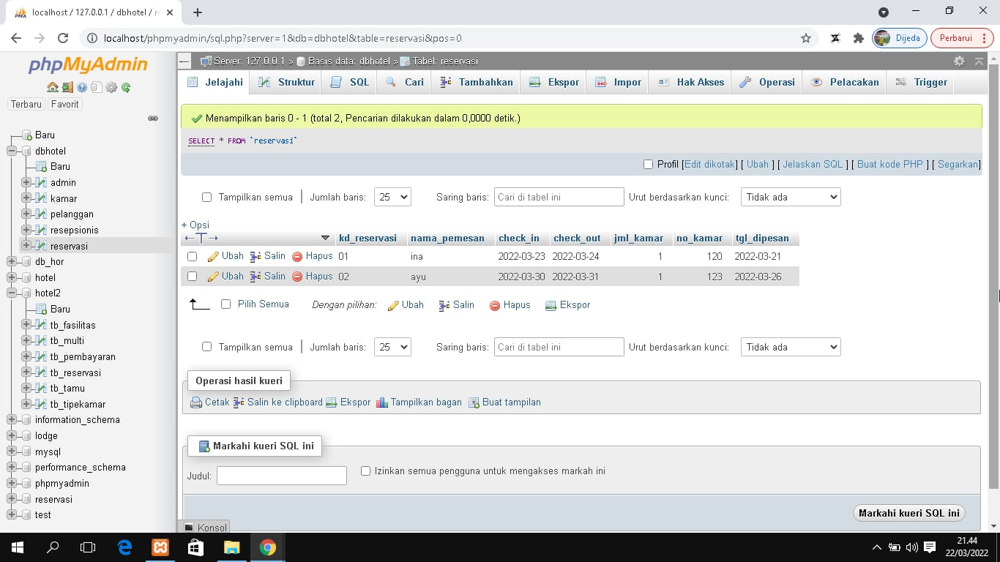 localhost / 127.0.0.1 / dbhotel / re
localhost/phpmyadmin/sql.php?server=1&db=dbhotel&table=reservasi&pos=0
Dijeda
Perbarui
phpMyAdmin
Terbaru Favorit
Baru
dbhotel
Baru
admin
kamar
pelanggan
resepsionis
reservasi
db_hor
hotel
hotel2
Baru
tb_fasilitas
tb_multi
tb_pembayaran
tb_reservasi
tb_tamu
tb_tipekamar
information_schema
lodge
mysql
performance_schema
phpmyadmin
reservasi
test
Server: 127.0.0.1 » Basis data: dbhotel » Tabel: reservasi
Jelajahi Struktur SQL Cari Tambahkan Ekspor Impor Hak Akses Operasi Pelacakan Trigger
Menampilkan baris 0 - 1 (total 2, Pencarian dilakukan dalam 0,0000 detik.)
SELECT * FROM `reservasi`
Profil [Edit dikotak] [ Ubah ] [ Jelaskan SQL ] [ Buat kode PHP ] [ Segarkan]
Tampilkan semua | Jumlah baris: 25 Saring baris: Cari di tabel ini Urut berdasarkan kunci: Tidak ada
+ Opsi
←T→ kd_reservasi nama_pemesan check_in check_out jml_kamar no_kamar tgl_dipesan
Ubah Salin Hapus 01 ina 2022-03-23 2022-03-24 1 120 2022-03-21
Ubah Salin Hapus 02 ayu 2022-03-30 2022-03-31 1 123 2022-03-26
Pilih Semua Dengan pilihan: Ubah Salin Hapus Ekspor
Tampilkan semua | Jumlah baris: 25 Saring baris: Cari di tabel ini Urut berdasarkan kunci: Tidak ada
Operasi hasil kueri
Cetak Salin ke clipboard Ekspor Tampilkan bagan Buat tampilan
Markahi kueri SQL ini
Judul: Izinkan semua pengguna untuk mengakses markah ini
Markahi kueri SQL ini
Konsol
21.44
22/03/2022